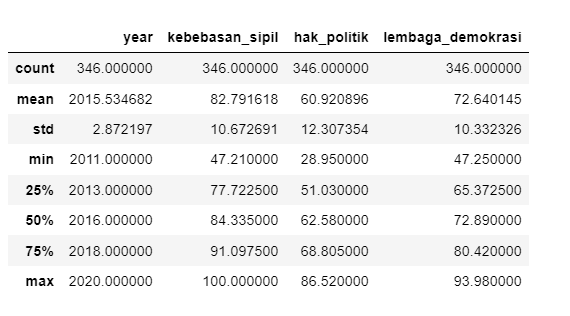 year kebebasan_sipil hak_politik lembaga_demokrasi
count 346.000000 346.000000 346.000000 346.000000
mean 2015.534682 82.791618 60.920896 72.640145
std 2.872197 10.672691 12.307354 10.332326
min 2011.000000 47.210000 28.950000 47.250000
25% 2013.000000 77.722500 51.030000 65.372500
50% 2016.000000 84.335000 62.580000 72.890000
75% 2018.000000 91.097500 68.805000 80.420000
max 2020.000000 100.000000 86.520000 93.980000